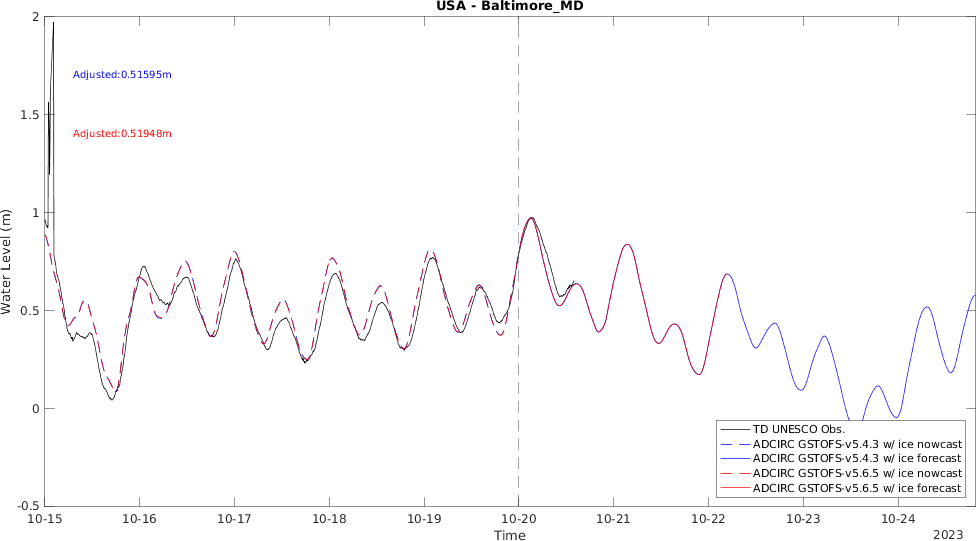 USA - Baltimore_MD
2
Adjusted:0.51595m
1.5
Adjusted:0.51948m
1
Water Level (m)
0.5
0
TD UNESCO Obs.
ADCIRC GSTOFS-v5.4.3 w/ ice nowcast
ADCIRC GSTOFS-v5.4.3 w/ ice forecast
ADCIRC GSTOFS-v5.6.5 w/ ice nowcast
ADCIRC GSTOFS-v5.6.5 w/ ice forecast
-0.5
10-15 10-16 10-17 10-18 10-19 10-20 10-21 10-22 10-23 10-24
Time
2023